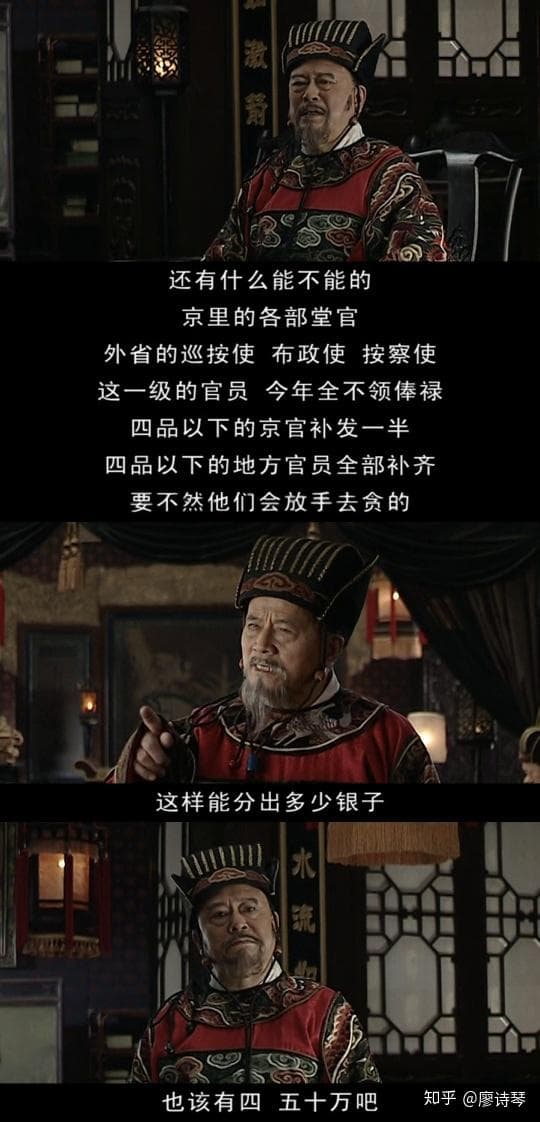 激
箭
还有什么能不能的
京里的各部堂官
外省的巡按使 布政使 按察使
这一级的官员 今年全不领俸禄
四品以下的京官补发一半
四品以下的地方官员全部补齐
要不然他们会放手去贪的
这样能分出多少银子
水
流
如
也该有四 五十万吧
知乎 @廖诗琴